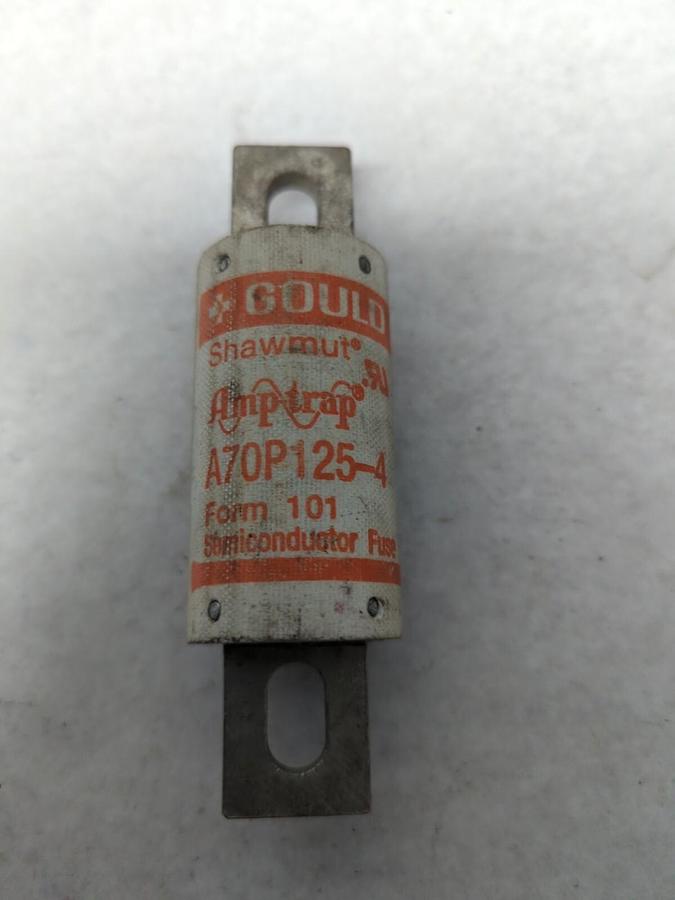 GOULD
Shawmut®
Amp-trap®
A70P125-4
Form 101
Semiconductor Fuse